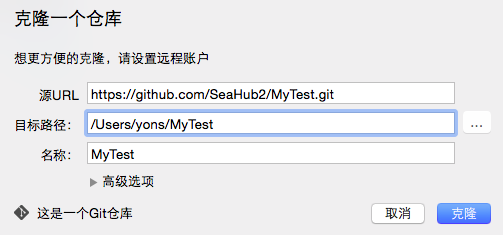 克隆一个仓库
想更方便的克隆，请设置远程账户
源URL https://github.com/SeaHub2/MyTest.git
目标路径： /Users/yons/MyTest ...
名称： MyTest
高级选项
这是一个Git仓库 取消 克隆